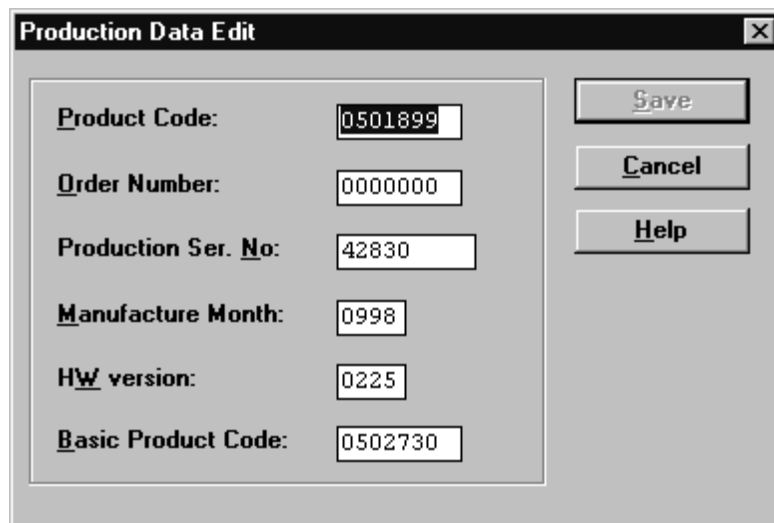 Production Data Edit
Product Code: 0501899
Save
Order Number: 0000000
Cancel
Production Ser. No: 42830
Help
Manufacture Month: 0998
HW version: 0225
Basic Product Code: 0502730